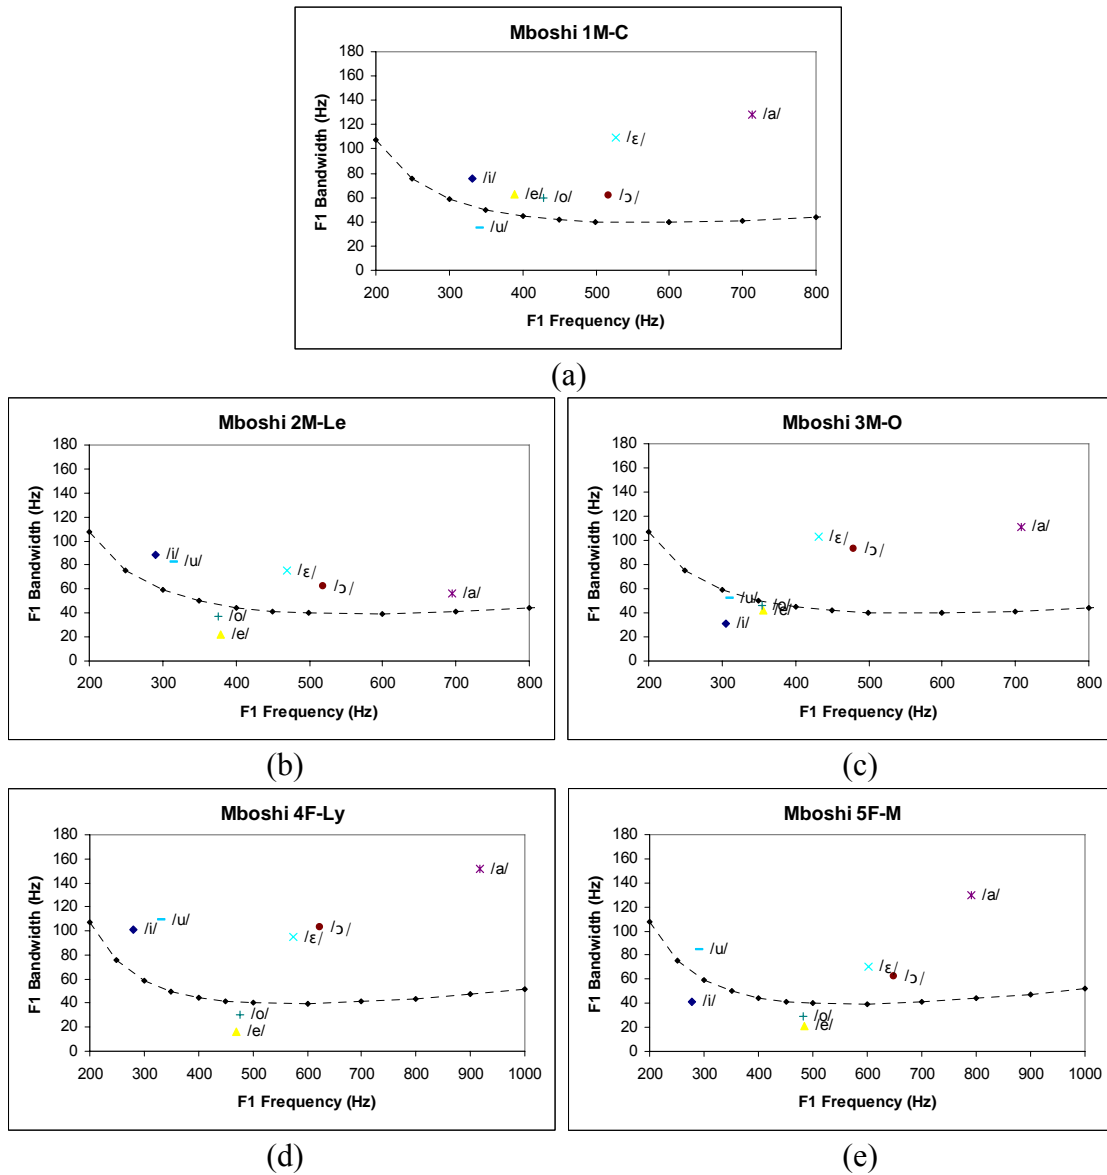 Mboshi 1M-C
F1 Bandwidth (Hz)
180
160
140
120
100
80
60
40
20
0
/a/
/ɛ/
/i/
/e/
/o/
/ɔ/
/u/
200 300 400 500 600 700 800
F1 Frequency (Hz)
(a)
Mboshi 2M-Le
F1 Bandwidth (Hz)
180
160
140
120
100
80
60
40
20
0
/i/
/u/
/ɛ/
/ɔ/
/a/
/o/
/e/
200 300 400 500 600 700 800
F1 Frequency (Hz)
(b)
Mboshi 3M-O
F1 Bandwidth (Hz)
180
160
140
120
100
80
60
40
20
0
/a/
/ɛ/
/ɔ/
/u/
/o/
/e/
/i/
200 300 400 500 600 700 800
F1 Frequency (Hz)
(c)
Mboshi 4F-Ly
F1 Bandwidth (Hz)
180
160
140
120
100
80
60
40
20
0
/a/
/u/
/i/
/ɛ/
/ɔ/
/o/
/e/
200 300 400 500 600 700 800 900 1000
F1 Frequency (Hz)
(d)
Mboshi 5F-M
F1 Bandwidth (Hz)
180
160
140
120
100
80
60
40
20
0
/a/
/u/
/ɛ/
/ɔ/
/i/
/o/
/e/
200 300 400 500 600 700 800 900 1000
F1 Frequency (Hz)
(e)